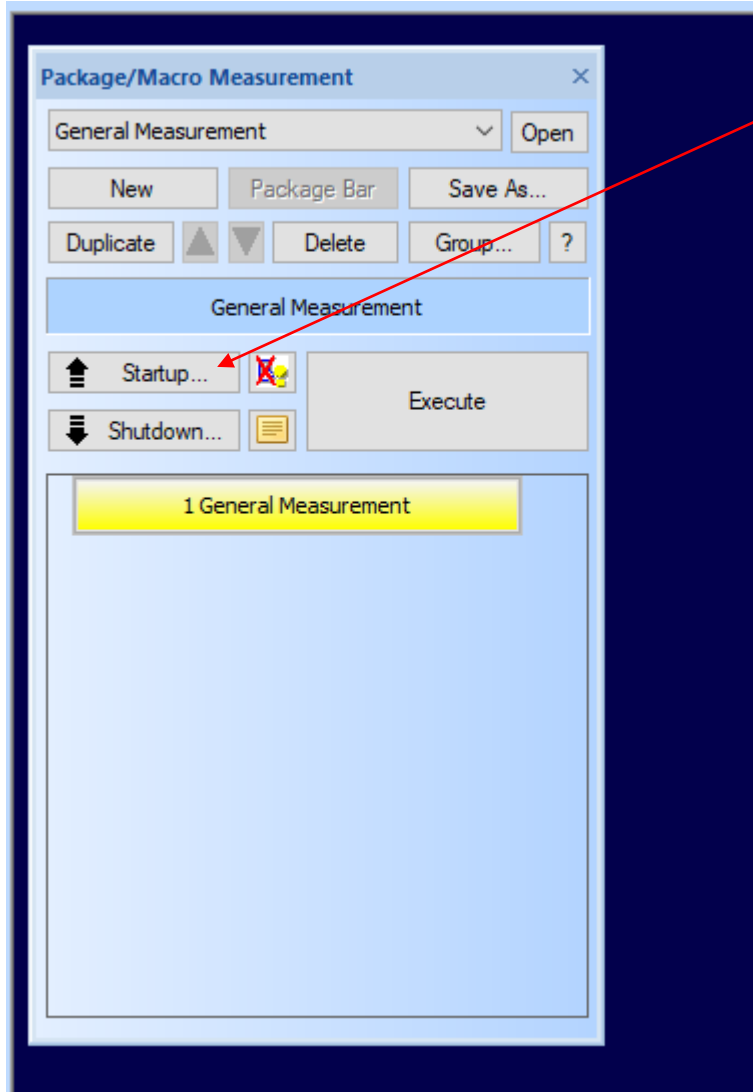 Package/Macro Measurement
General Measurement Open
New Package Bar Save As...
Duplicate Delete Group... ?
General Measurement
Startup...
Execute
Shutdown...
1 General Measurement